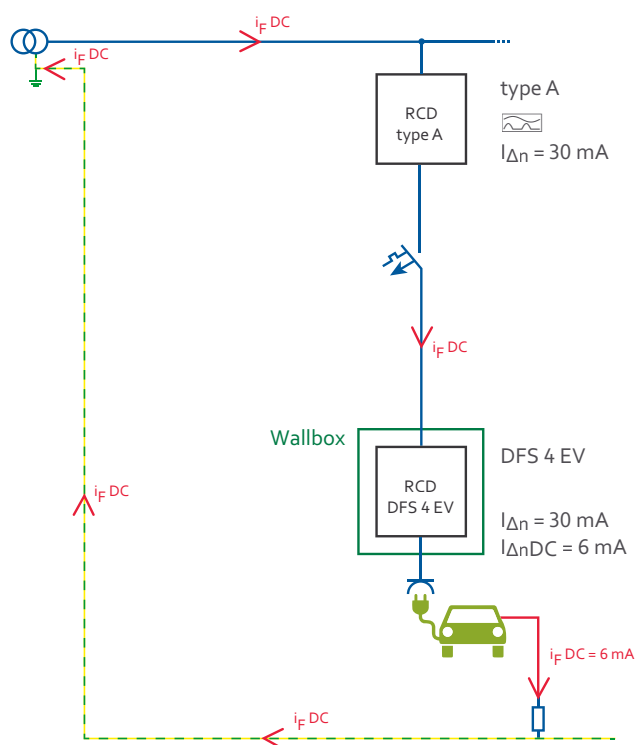 iF DC
iF DC
RCD
type A
type A
IΔn = 30 mA
iF DC
Wallbox
RCD
DFS 4 EV
DFS 4 EV
IΔn = 30 mA
IΔnDC = 6 mA
iF DC
iF DC = 6 mA
iF DC